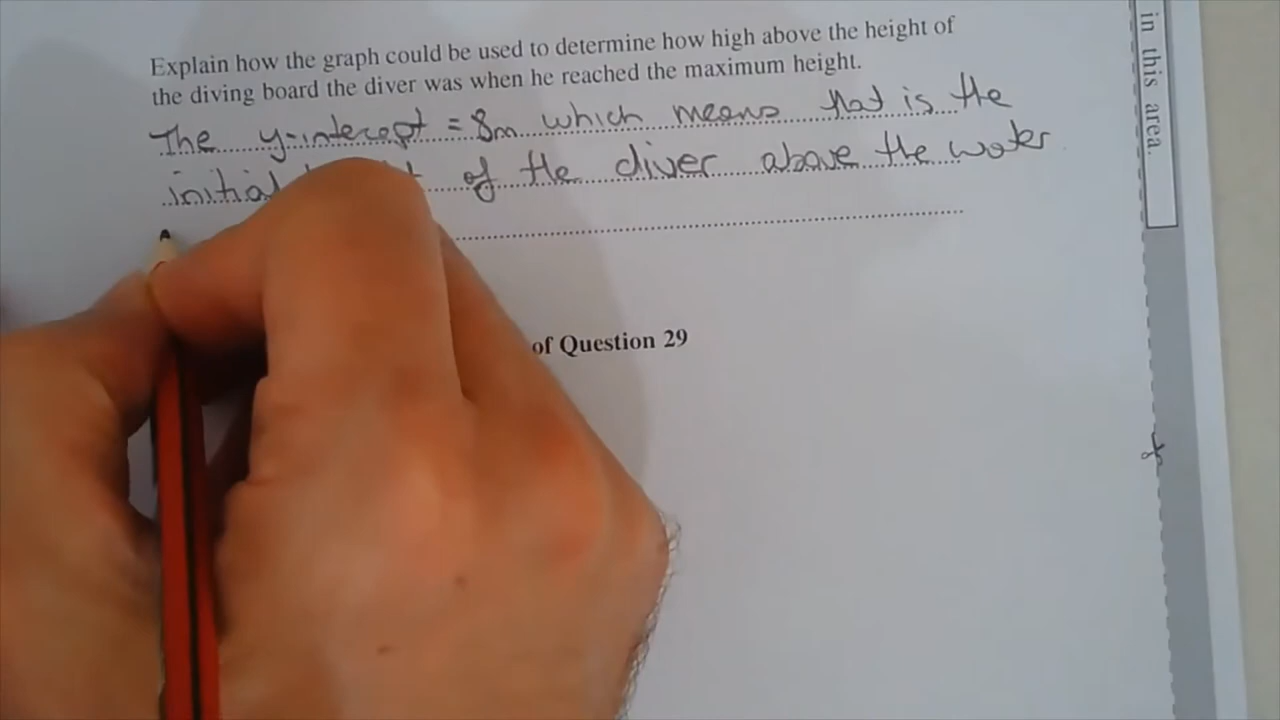 Explain how the graph could be used to determine how high above the height of
the diving board the diver was when he reached the maximum height.
The y-intercept = 8m which means that is the
initial of the diver above the water
of Question 29
in this area.